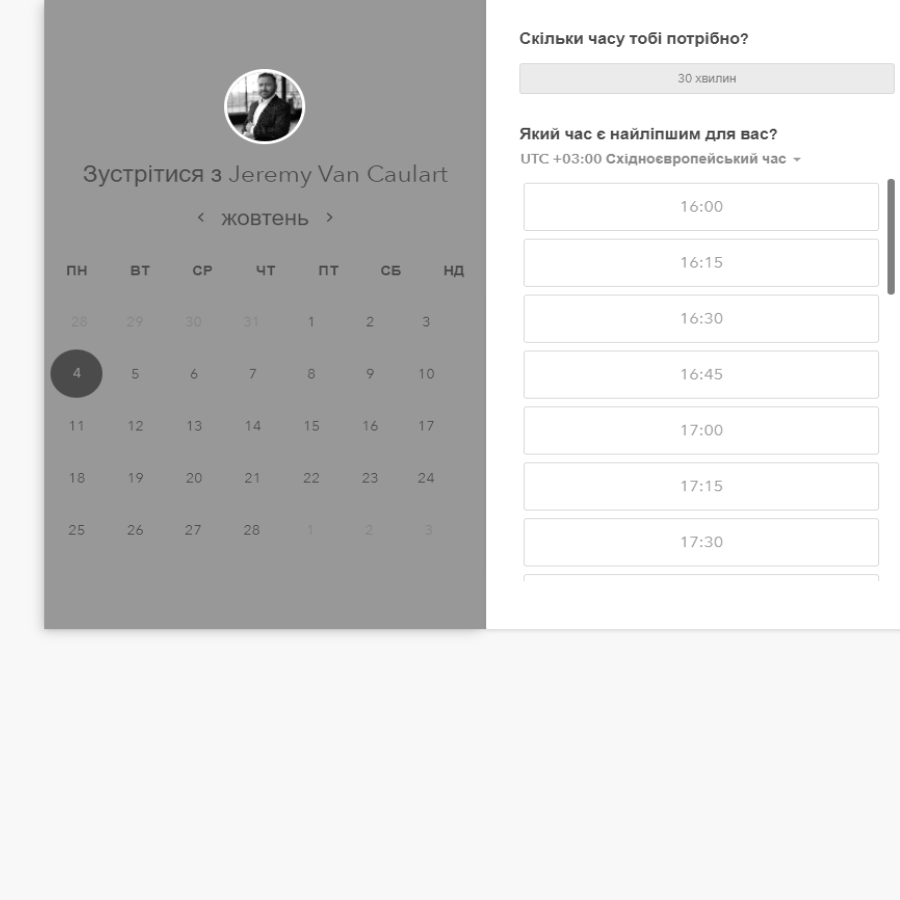 Зустрітися з Jeremy Van Caulart
жовтень
ПН ВТ СР ЧТ ПТ СБ НД
28 29 30 31 1 2 3
4 5 6 7 8 9 10
11 12 13 14 15 16 17
18 19 20 21 22 23 24
25 26 27 28 1 2 3
Скільки часу тобі потрібно?
30 хвилин
Який час є найліпшим для вас?
UTC +03:00 Східноєвропейський час
16:00
16:15
16:30
16:45
17:00
17:15
17:30